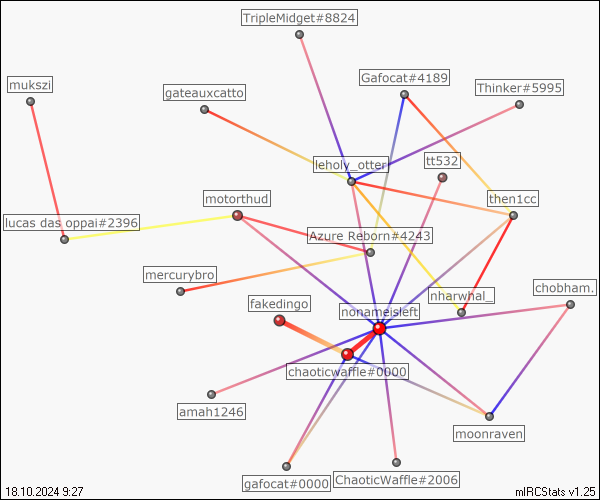 TripleMidget#8824
Gafocat#4189
mukszi
Thinker#5995
gateauxcatto
leholy_otter
tt532
motorthud
then1cc
lucas das oppai#2396
Azure Reborn#4243
mercurybro
chobham.
nharwhal_
fakedingo
nonameisleft
chaoticwaffle#0000
amah1246
moonraven
gafocat#0000
ChaoticWaffle#2006
18.10.2024 9:27
mIRCStats v1.25